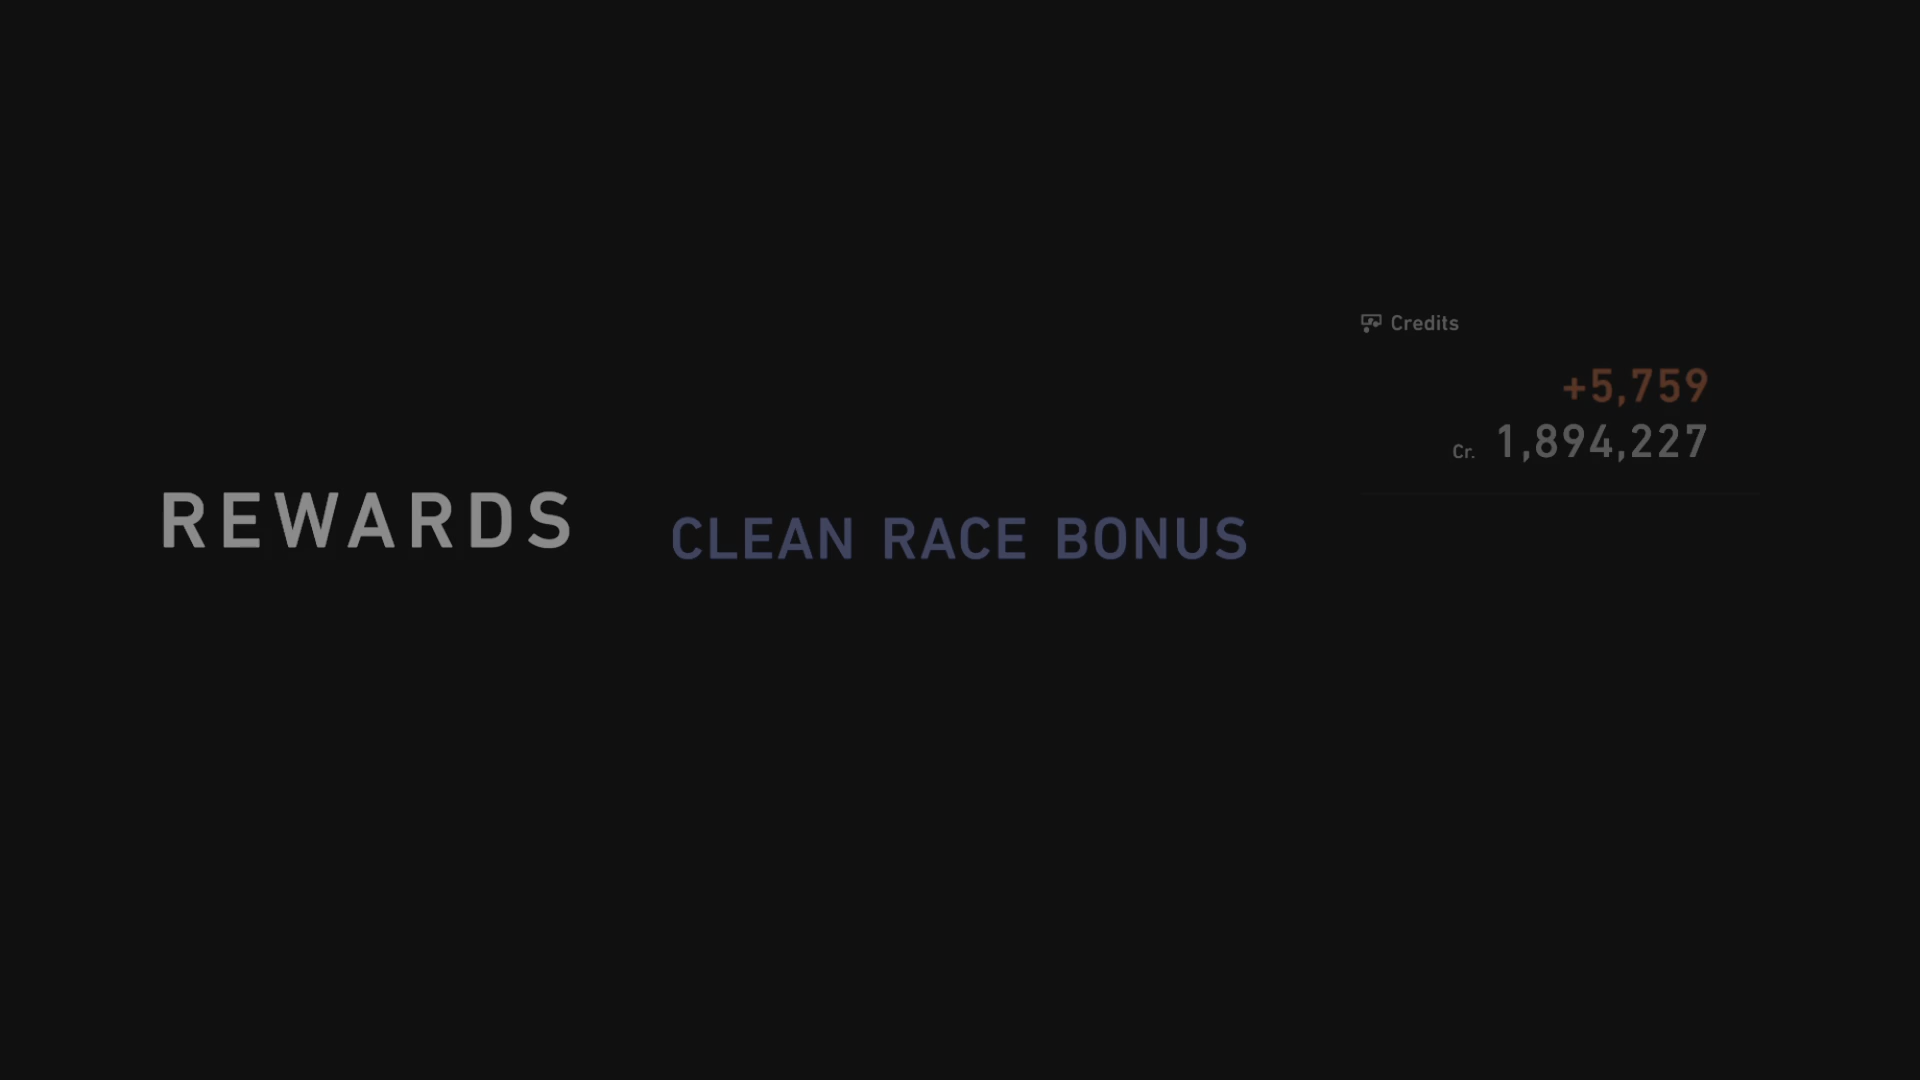 REWARDS
CLEAN RACE BONUS
Credits
+5,759
Cr. 1,894,227